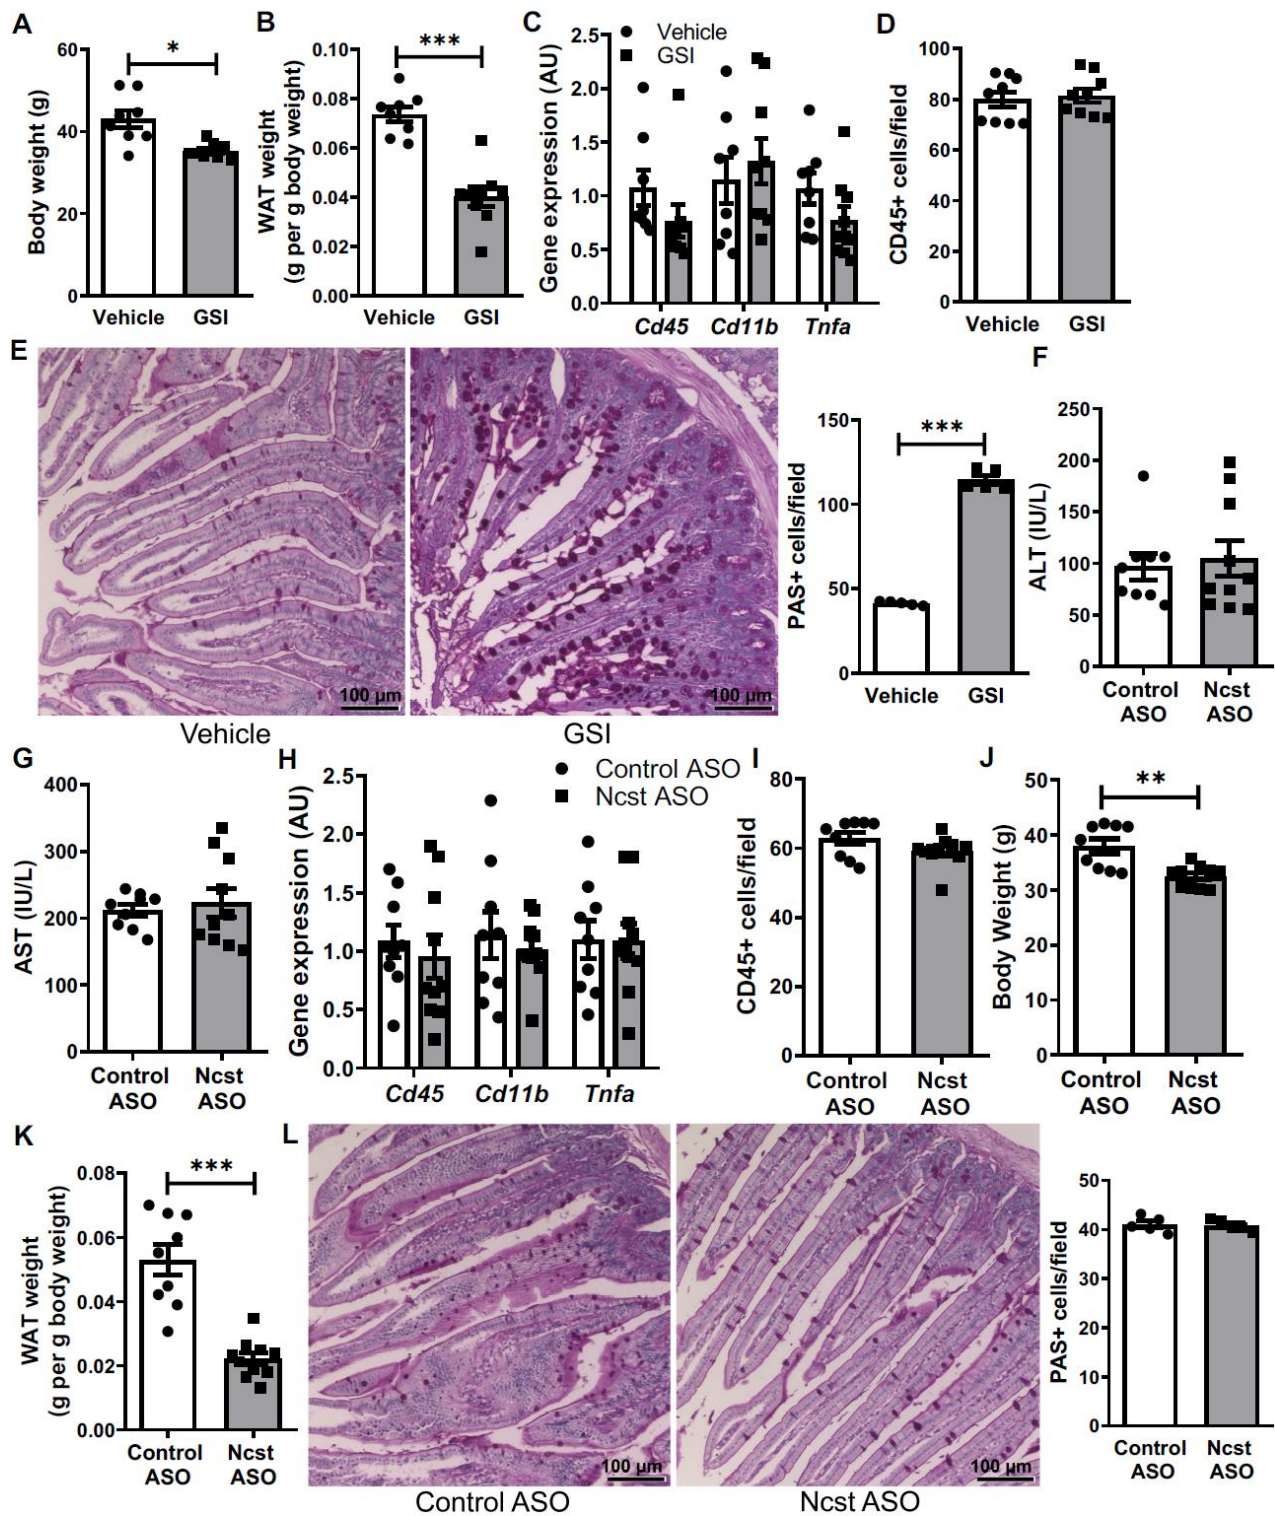 A
Body weight (g)
60
40
20
0
*
Vehicle
GSI
B
WAT weight
(g per g body weight)
0.10
0.08
0.06
0.04
0.02
0.00
***
Vehicle
GSI
C
Gene expression (AU)
2.5
2.0
1.5
1.0
0.5
0.0
Vehicle
GSI
Cd45
Cd11b
Tnfa
D
CD45+ cells/field
100
80
60
40
20
0
Vehicle
GSI
E
100 µm
100 µm
Vehicle
GSI
PAS+ cells/field
150
100
50
0
***
Vehicle
GSI
F
ALT (IU/L)
250
200
150
100
50
0
Control
ASO
Ncst
ASO
G
AST (IU/L)
400
300
200
100
0
Control
ASO
Ncst
ASO
H
Gene expression (AU)
2.5
2.0
1.5
1.0
0.5
0.0
Control ASO
Ncst ASO
Cd45
Cd11b
Tnfa
I
CD45+ cells/field
80
60
40
20
0
Control
ASO
Ncst
ASO
J
Body Weight (g)
50
40
30
20
10
0
**
Control
ASO
Ncst
ASO
K
WAT weight
(g per g body weight)
0.08
0.06
0.04
0.02
0.00
***
Control
ASO
Ncst
ASO
L
100 µm
100 µm
Control ASO
Ncst ASO
PAS+ cells/field
50
40
30
20
10
0
Control
ASO
Ncst
ASO